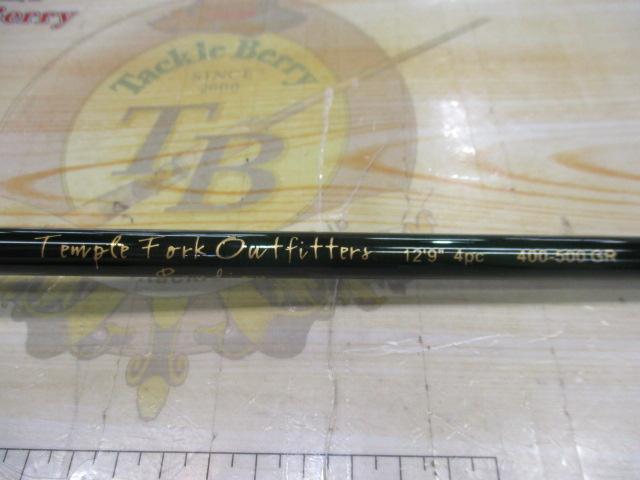 Berry
Tackle Berry
SINCE
2000
TB
Temple Fork Outfitters 12'9" 4pc 400-500 GR